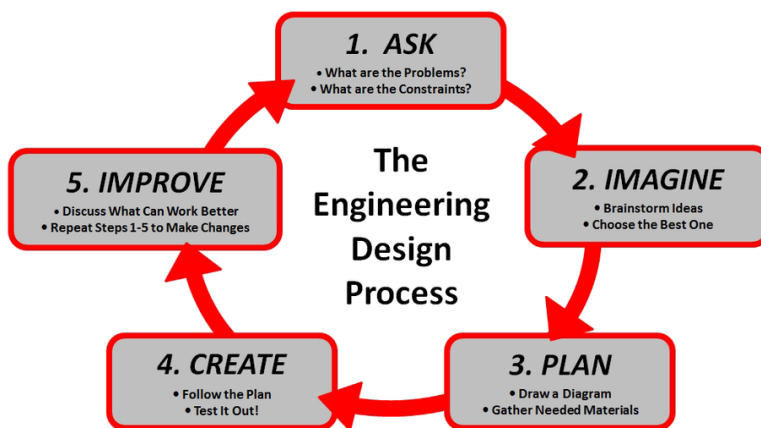 1. ASK
• What are the Problems?
• What are the Constraints?
The
Engineering
Design
Process
2. IMAGINE
• Brainstorm Ideas
• Choose the Best One
3. PLAN
• Draw a Diagram
• Gather Needed Materials
4. CREATE
• Follow the Plan
• Test It Out!
5. IMPROVE
• Discuss What Can Work Better
• Repeat Steps 1-5 to Make Changes